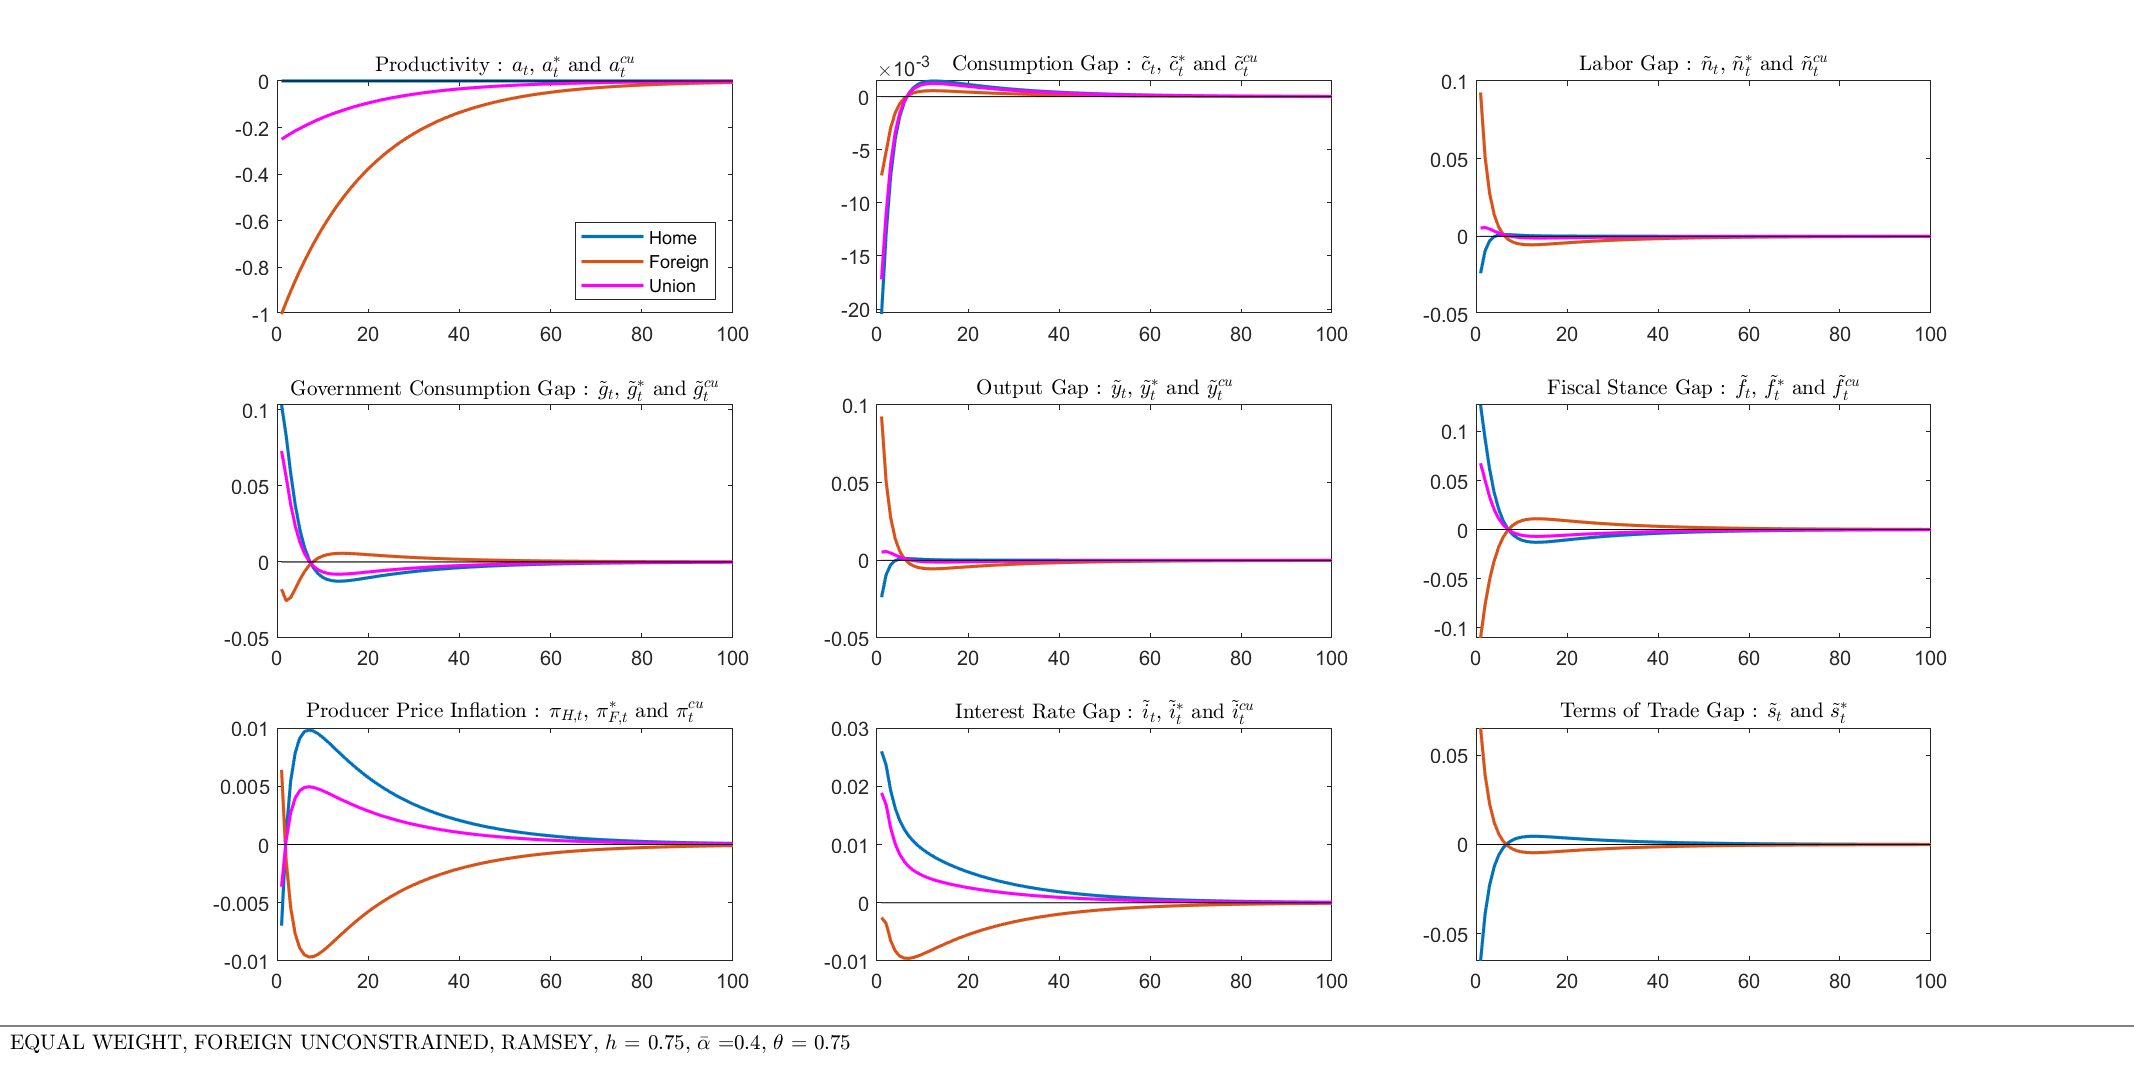 Productivity : a_t, a_t^* and a_t^{cu}
0
-0.2
-0.4
-0.6
-0.8
-1
0 20 40 60 80 100
Home
Foreign
Union
×10^{-3} Consumption Gap : c̃_t, c̃_t^* and c̃_t^{cu}
0
-5
-10
-15
-20
0 20 40 60 80 100
Labor Gap : ñ_t, ñ_t^* and ñ_t^{cu}
0.1
0.05
0
-0.05
0 20 40 60 80 100
Government Consumption Gap : g̃_t, g̃_t^* and g̃_t^{cu}
0.1
0.05
0
-0.05
0 20 40 60 80 100
Output Gap : ỹ_t, ỹ_t^* and ỹ_t^{cu}
0.1
0.05
0
-0.05
0 20 40 60 80 100
Fiscal Stance Gap : f̃_t, f̃_t^* and f̃_t^{cu}
0.1
0.05
0
-0.05
-0.1
0 20 40 60 80 100
Producer Price Inflation : π_{H,t}, π_{F,t}^* and π_t^{cu}
0.01
0.005
0
-0.005
-0.01
0 20 40 60 80 100
Interest Rate Gap : ĩ_t, ĩ_t^* and ĩ_t^{cu}
0.03
0.02
0.01
0
-0.01
0 20 40 60 80 100
Terms of Trade Gap : s̃_t and s̃_t^*
0.05
0
-0.05
0 20 40 60 80 100
EQUAL WEIGHT, FOREIGN UNCONSTRAINED, RAMSEY, h = 0.75, ᾱ =0.4, θ = 0.75